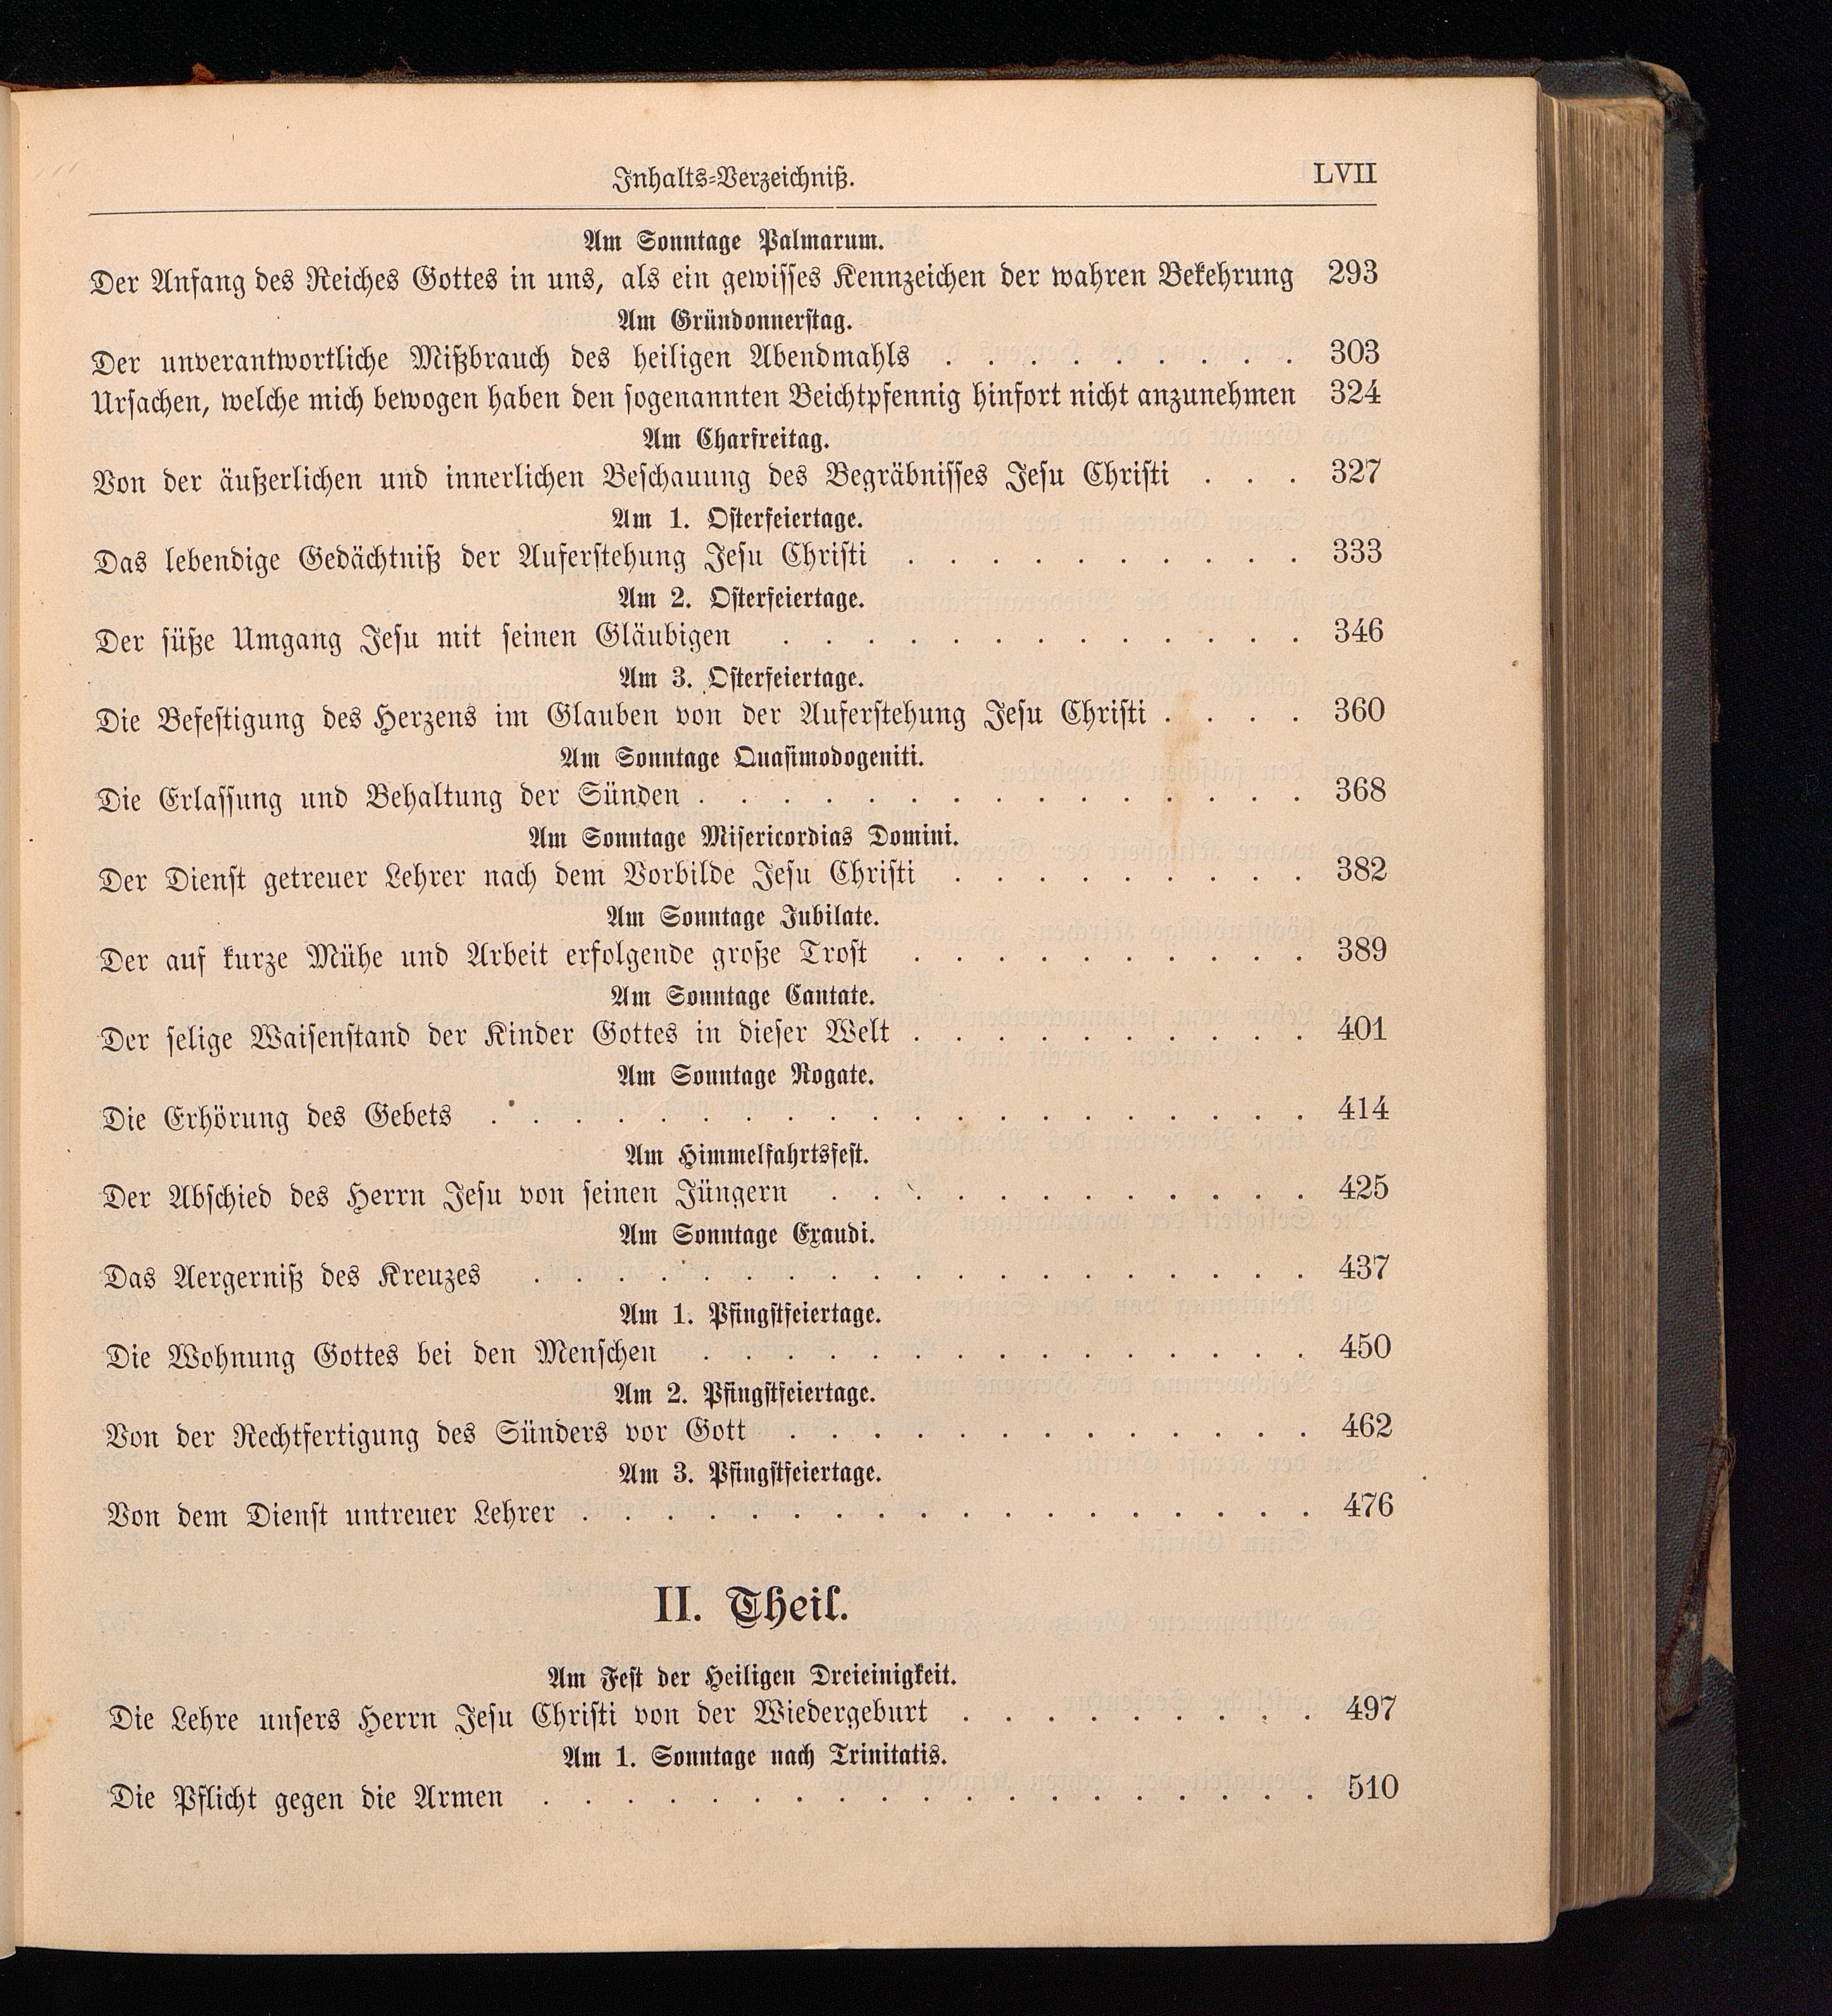 Inhalts-Verzeichniß. LVII
Am Sonntage Palmarum.
Der Anfang des Reiches Gottes in uns, als ein gewisses Kennzeichen der wahren Bekehrung 293
Am Gründonnerstag.
Der unverantwortliche Mißbrauch des heiligen Abendmahls . . . . . . . . . 303
Ursachen, welche mich bewogen haben den sogenannten Beichtpfennig hinfort nicht anzunehmen 324
Am Charfreitag.
Von der äußerlichen und innerlichen Beschauung des Begräbnisses Jesu Christi . . . 327
Am 1. Osterfeiertage.
Das lebendige Gedächtniß der Auferstehung Jesu Christi . . . . . . . . . . 333
Am 2. Osterfeiertage.
Der süße Umgang Jesu mit seinen Gläubigen . . . . . . . . . . . . . 346
Am 3. Osterfeiertage.
Die Befestigung des Herzens im Glauben von der Auferstehung Jesu Christi . . . . 360
Am Sonntage Quasimodogeniti.
Die Erlassung und Behaltung der Sünden . . . . . . . . . . . . . . . 368
Am Sonntage Misericordias Domini.
Der Dienst getreuer Lehrer nach dem Vorbilde Jesu Christi . . . . . . . . . 382
Am Sonntage Jubilate.
Der auf kurze Mühe und Arbeit erfolgende große Trost . . . . . . . . . . 389
Am Sonntage Cantate.
Der selige Waisenstand der Kinder Gottes in dieser Welt . . . . . . . . . . 401
Am Sonntage Rogate.
Die Erhörung des Gebets . . . . . . . . . . . . . . . . . . . . 414
Am Himmelfahrtsfest.
Der Abschied des Herrn Jesu von seinen Jüngern . . . . . . . . . . . . 425
Am Sonntage Exaudi.
Das Aergerniß des Kreuzes . . . . . . . . . . . . . . . . . . . 437
Am 1. Pfingstfeiertage.
Die Wohnung Gottes bei den Menschen . . . . . . . . . . . . . . . 450
Am 2. Pfingstfeiertage.
Von der Rechtfertigung des Sünders vor Gott . . . . . . . . . . . . . 462
Am 3. Pfingstfeiertage.
Von dem Dienst untreuer Lehrer . . . . . . . . . . . . . . . . . . 476
II. Theil.
Am Fest der Heiligen Dreieinigkeit.
Die Lehre unsers Herrn Jesu Christi von der Wiedergeburt . . . . . . . . . 497
Am 1. Sonntage nach Trinitatis.
Die Pflicht gegen die Armen . . . . . . . . . . . . . . . . . . . 510